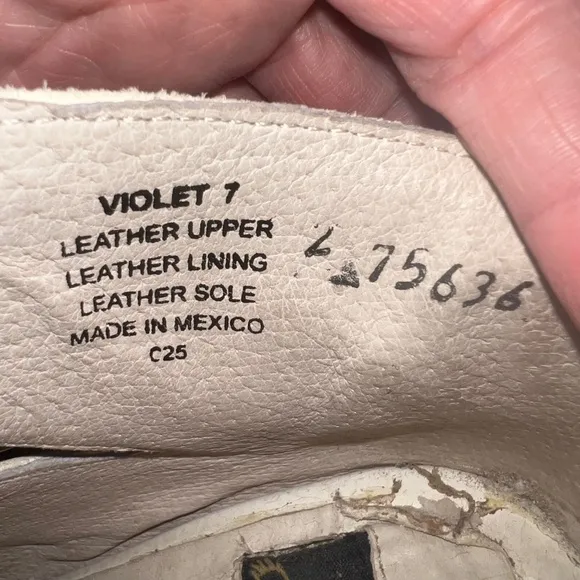 VIOLET 7
LEATHER UPPER
LEATHER LINING
LEATHER SOLE
MADE IN MEXICO
C25
75636